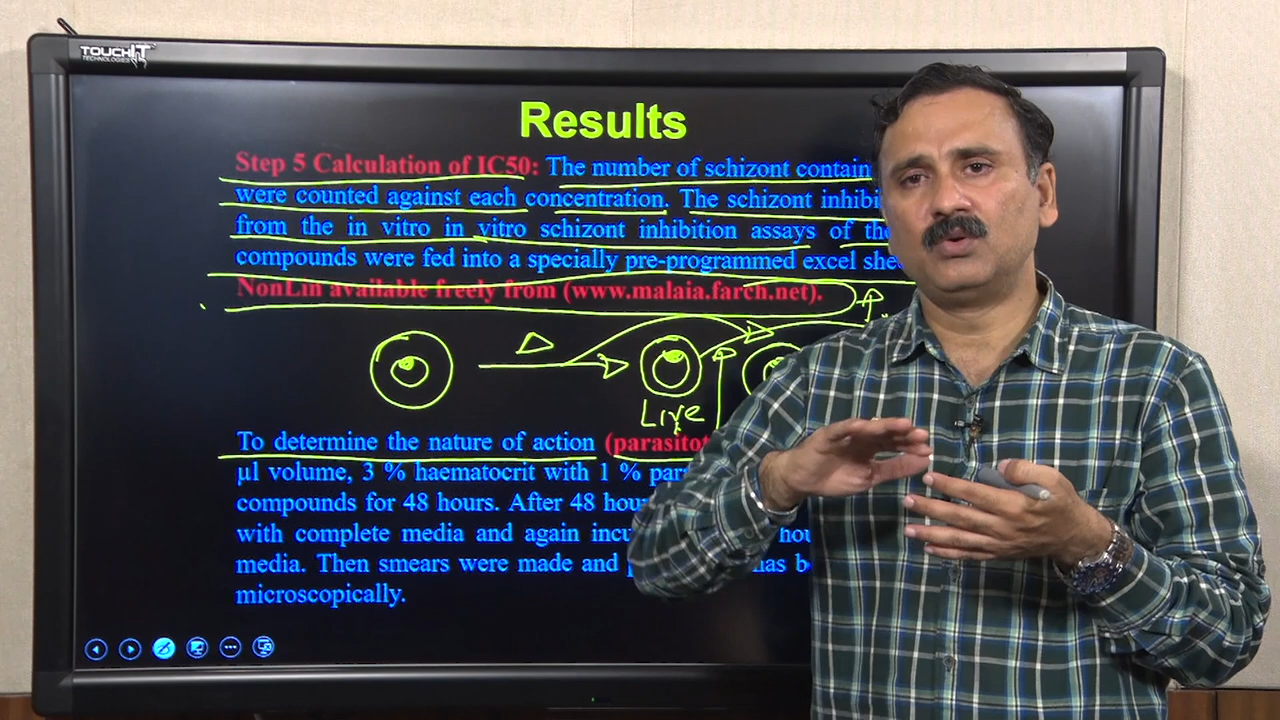 TOUCHIT
TECHNOLOGIES
Results
Step 5 Calculation of IC50: The number of schizont contain
were counted against each concentration. The schizont inhibi
from the in vitro in vitro schizont inhibition assays of the
compounds were fed into a specially pre-programmed excel shee
NonLin available freely from (www.malaia.farch.net).
Live
To determine the nature of action (parasitot
µl volume, 3 % haematocrit with 1 % para
compounds for 48 hours. After 48 hou
with complete media and again incu hou
media. Then smears were made and p has be
microscopically.